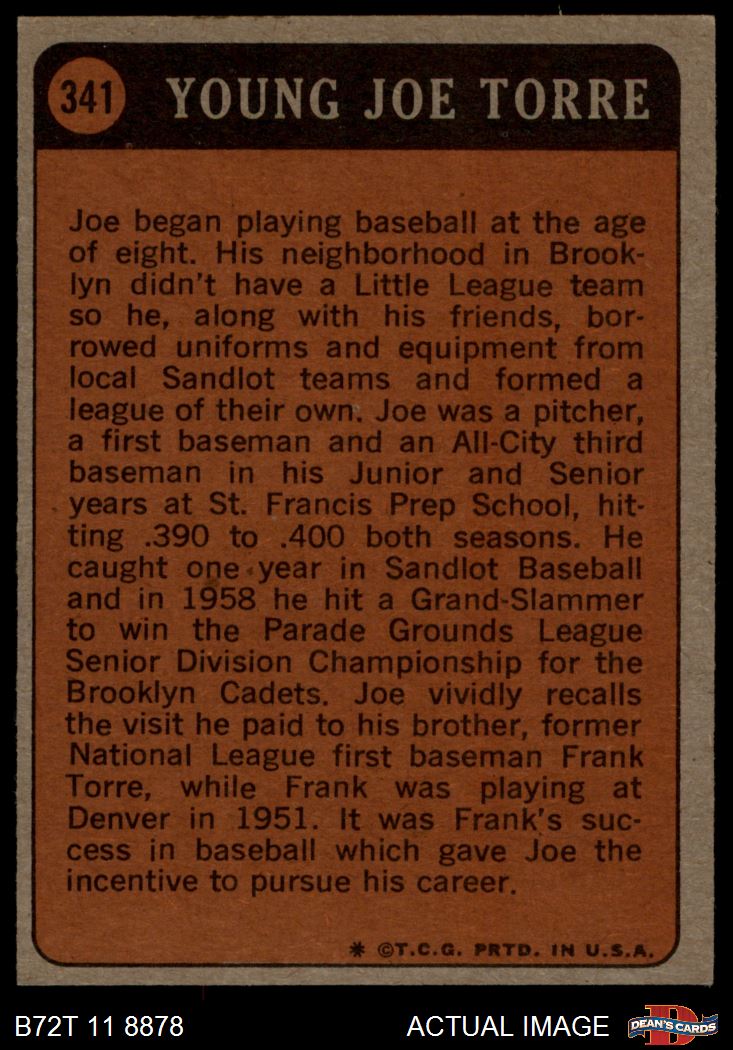 341 YOUNG JOE TORRE
Joe began playing baseball at the age
of eight. His neighborhood in Brook-
lyn didn't have a Little League team
so he, along with his friends, bor-
rowed uniforms and equipment from
local Sandlot teams and formed a
league of their own. Joe was a pitcher,
a first baseman and an All-City third
baseman in his Junior and Senior
years at St. Francis Prep School, hit-
ting .390 to .400 both seasons. He
caught one year in Sandlot Baseball
and in 1958 he hit a Grand-Slammer
to win the Parade Grounds League
Senior Division Championship for the
Brooklyn Cadets. Joe vividly recalls
the visit he paid to his brother, former
National League first baseman Frank
Torre, while Frank was playing at
Denver in 1951. It was Frank's suc-
cess in baseball which gave Joe the
incentive to pursue his career.
* ©T.C.G. PRTD. IN U.S.A.
B72T 11 8878 ACTUAL IMAGE DEAN'S CARDS